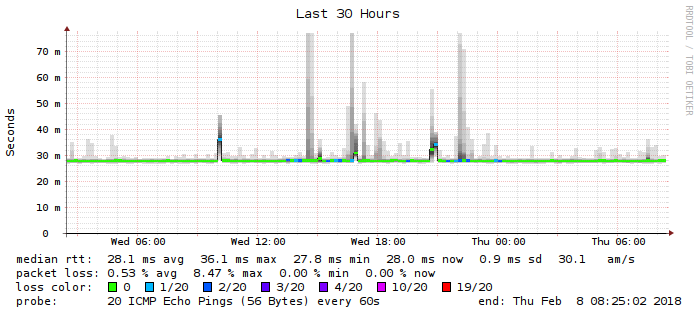 Last 30 Hours
RRDTOOL / TOBI OETIKER
Seconds
70 m
60 m
50 m
40 m
30 m
20 m
10 m
0
Wed 06:00 Wed 12:00 Wed 18:00 Thu 00:00 Thu 06:00
median rtt: 28.1 ms avg 36.1 ms max 27.8 ms min 28.0 ms now 0.9 ms sd 30.1 am/s
packet loss: 0.53 % avg 8.47 % max 0.00 % min 0.00 % now
loss color: 0 1/20 2/20 3/20 4/20 10/20 19/20
probe: 20 ICMP Echo Pings (56 Bytes) every 60s end: Thu Feb 8 08:25:02 2018